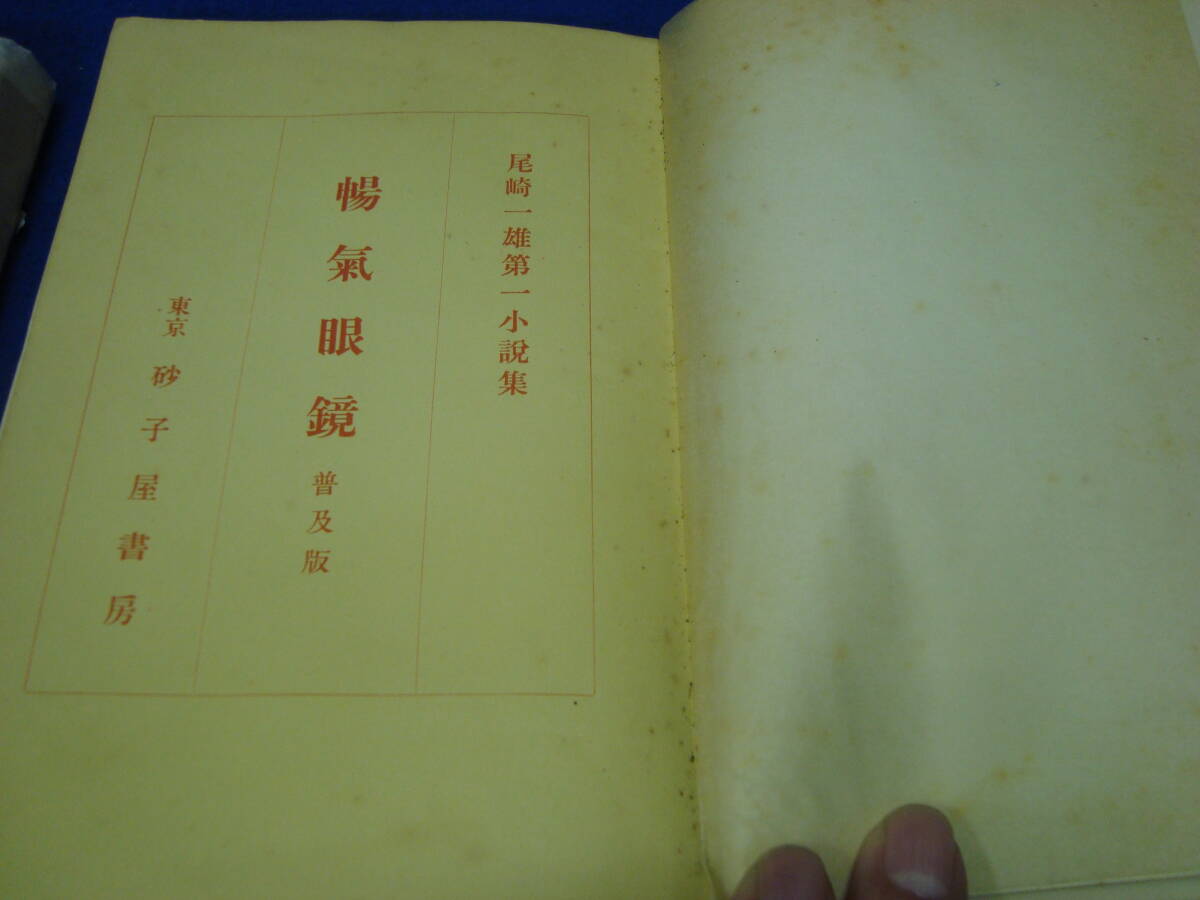 尾崎一雄第一小說集
暢氣眼鏡 普及版
東京 砂子屋書房